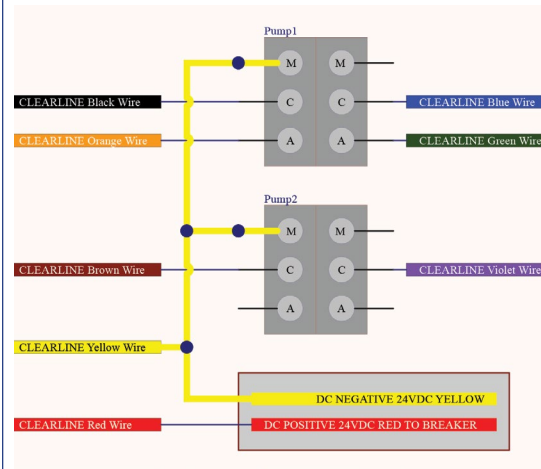 Pump1
M M
CLEARLINE Black Wire C C CLEARLINE Blue Wire
CLEARLINE Orange Wire A A CLEARLINE Green Wire
Pump2
M M
CLEARLINE Brown Wire C C CLEARLINE Violet Wire
A A
CLEARLINE Yellow Wire
DC NEGATIVE 24VDC YELLOW
CLEARLINE Red Wire DC POSITIVE 24VDC RED TO BREAKER